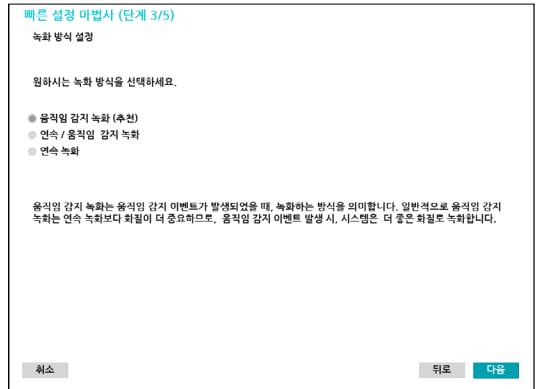 빠른 설정 마법사 (단계 3/5)
녹화 방식 설정
원하시는 녹화 방식을 선택하세요.
움직임 감지 녹화 (추천)
연속 / 움직임 감지 녹화
연속 녹화
움직임 감지 녹화는 움직임 감지 이벤트가 발생되었을 때, 녹화하는 방식을 의미합니다. 일반적으로 움직임 감지
녹화는 연속 녹화보다 화질이 더 중요하므로, 움직임 감지 이벤트 발생 시, 시스템은 더 좋은 화질로 녹화합니다.
취소 뒤로 다음